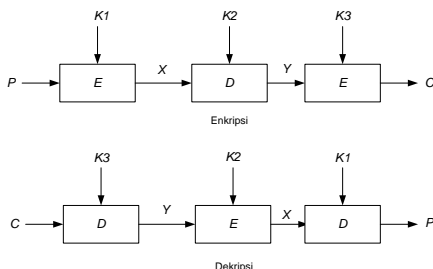 K1 K2 K3
P E X D Y E C
Enkripsi
K3 K2 K1
C D Y E X D P
Dekripsi